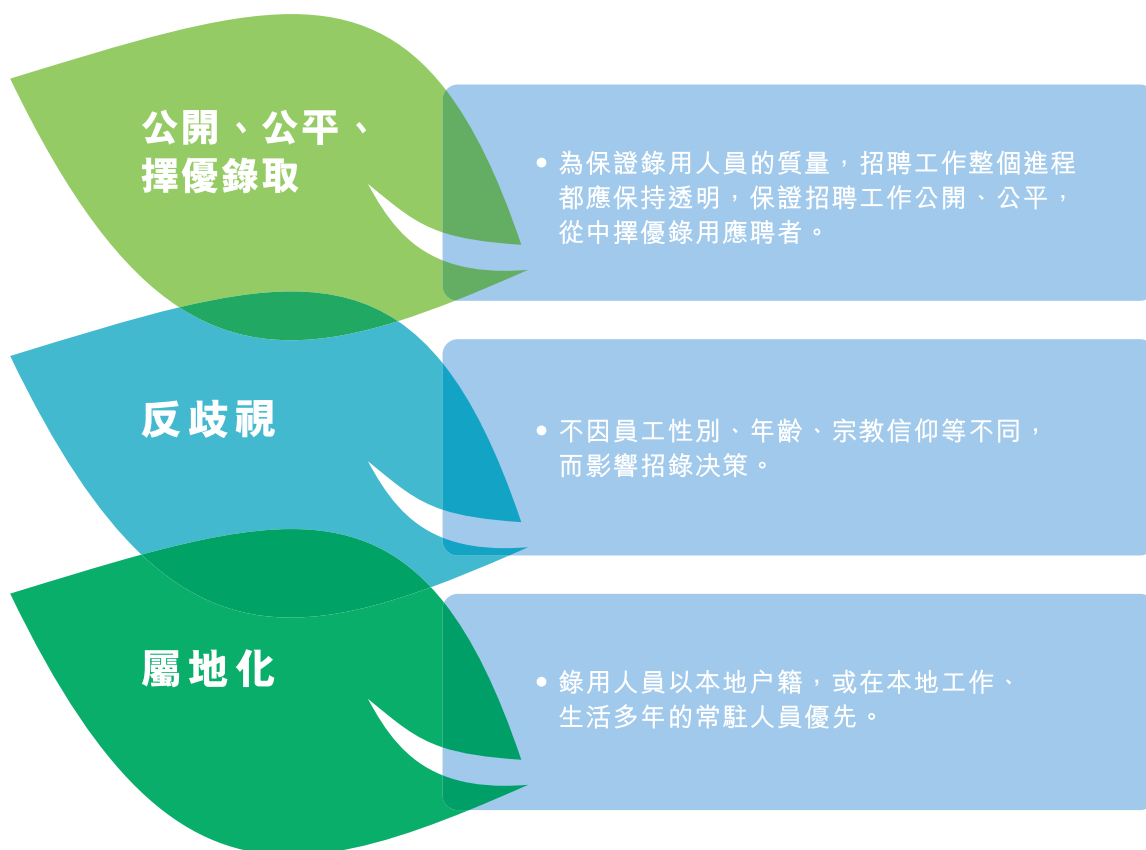 公開、公平、
擇優錄取
• 為保證錄用人員的質量，招聘工作整個進程
都應保持透明，保證招聘工作公開、公平，
從中擇優錄用應聘者。
反歧視
• 不因員工性別、年齡、宗教信仰等不同，
而影響招錄决策。
屬地化
• 錄用人員以本地户籍，或在本地工作、
生活多年的常駐人員優先。